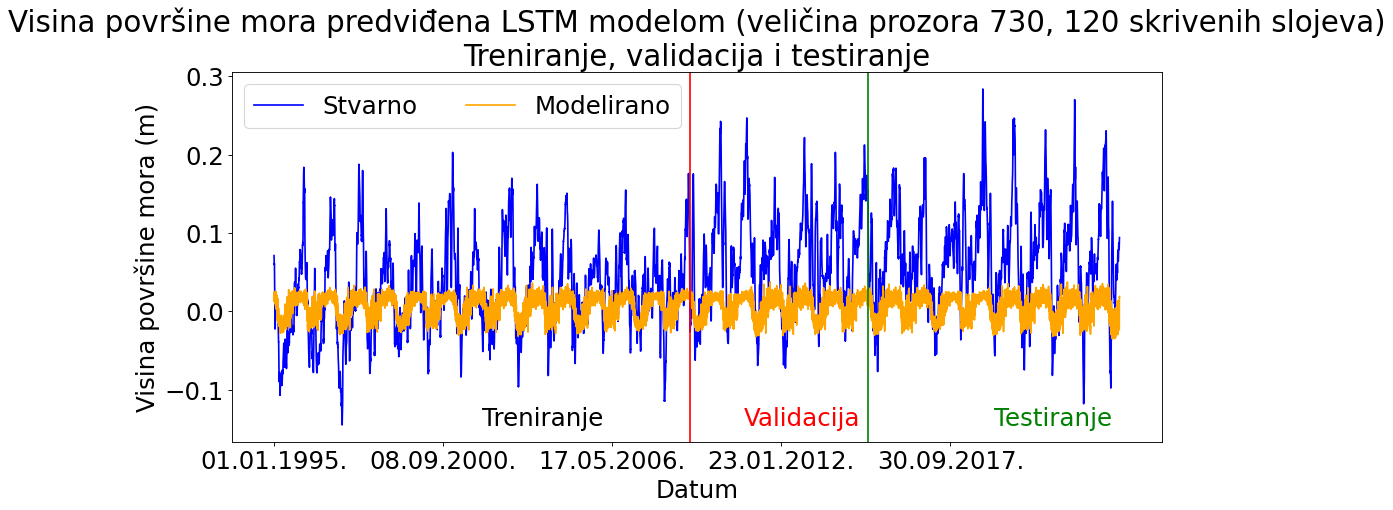 Visina površine mora predviđena LSTM modelom (veličina prozora 730, 120 skrivenih slojeva)
Treniranje, validacija i testiranje
Stvarno Modelirano
Visina površine mora (m)
0.3
0.2
0.1
0.0
−0.1
Treniranje Validacija Testiranje
01.01.1995. 08.09.2000. 17.05.2006. 23.01.2012. 30.09.2017.
Datum